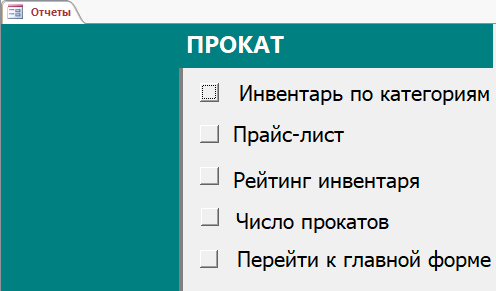 Отчеты
ПРОКАТ
Инвентарь по категориям
Прайс-лист
Рейтинг инвентаря
Число прокатов
Перейти к главной форме